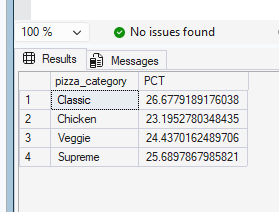 100 %
No issues found
Results Messages
pizza_category PCT
1 Classic 26.6779189176038
2 Chicken 23.1952780348435
3 Veggie 24.4370162489706
4 Supreme 25.6897867985821